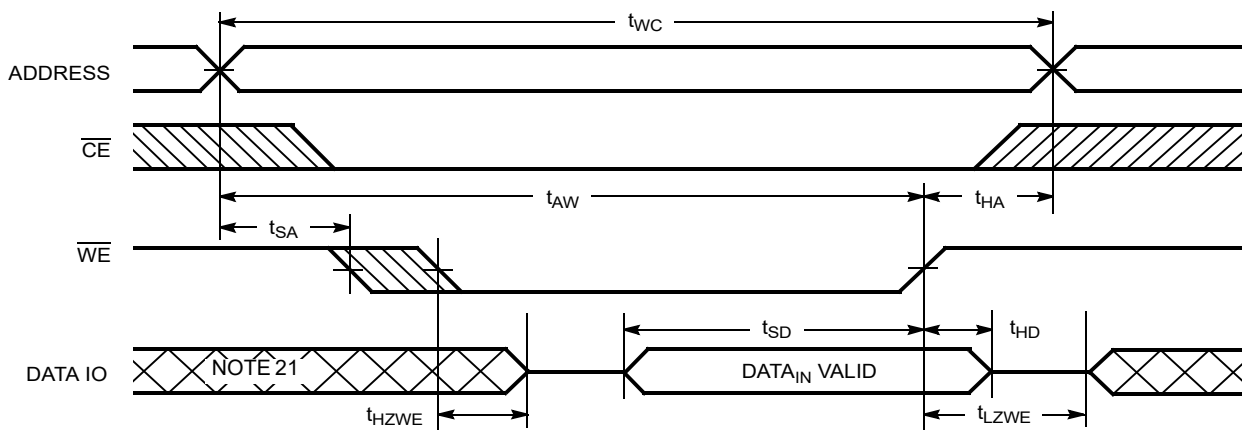 tWC
ADDRESS
CE
tAW
tHA
tSA
WE
tSD
tHD
DATA IO
NOTE 21
DATAIN VALID
tHZWE
tLZWE